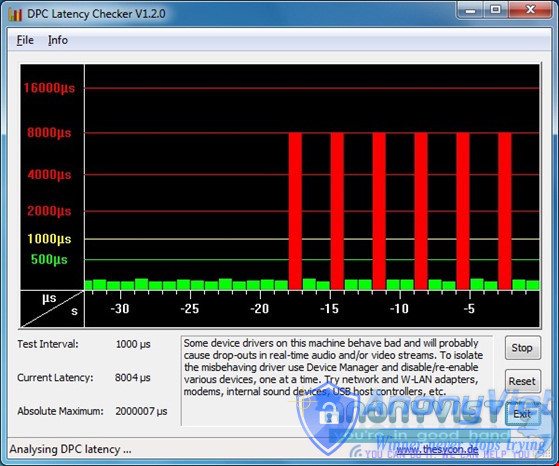 DPC Latency Checker V1.2.0
File Info
16000µs
8000µs
4000µs
2000µs
1000µs
500µs
µs
s
-30 -25 -20 -15 -10 -5
Test Interval: 1000 µs
Current Latency: 8004 µs
Absolute Maximum: 2000007 µs
Some device drivers on this machine behave bad and will probably
cause drop-outs in real-time audio and/or video streams. To isolate
the misbehaving driver use Device Manager and disable/re-enable
various devices, one at a time. Try network and W-LAN adapters,
modems, internal sound devices, USB host controllers, etc.
Stop
Reset
Exit
AnonyViet
www.thesycon.de
Analysing DPC latency ...